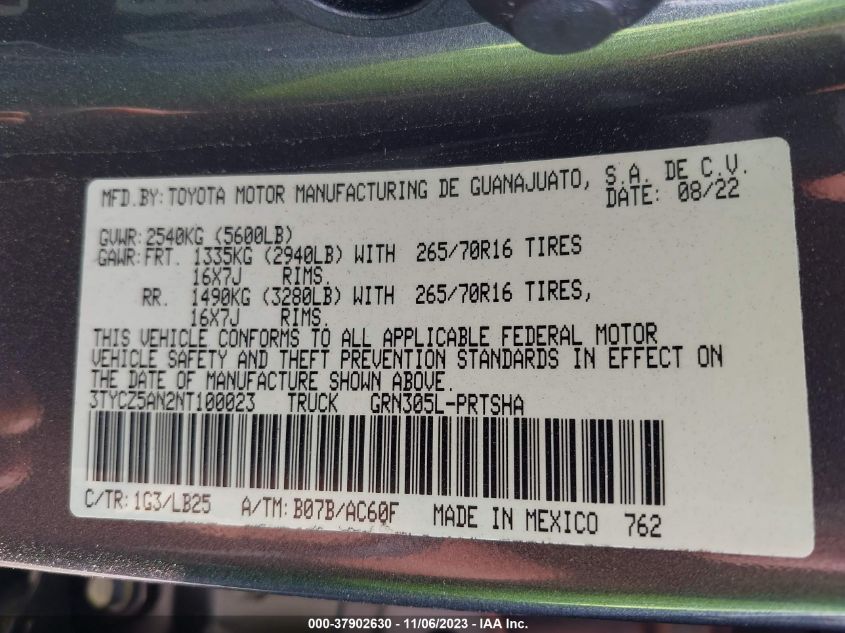 MFD.BY: TOYOTA MOTOR MANUFACTURING DE GUANAJUATO, S.A. DE C.V.
DATE: 08/22
GVWR: 2540KG (5600LB)
GAWR: FRT. 1335KG (2940LB) WITH 265/70R16 TIRES
16X7J RIMS.
RR. 1490KG (3280LB) WITH 265/70R16 TIRES,
16X7J RIMS.
THIS VEHICLE CONFORMS TO ALL APPLICABLE FEDERAL MOTOR
VEHICLE SAFETY AND THEFT PREVENTION STANDARDS IN EFFECT ON
THE DATE OF MANUFACTURE SHOWN ABOVE.
3TYCZ5AN2NT100023 TRUCK GRN305L-PRTSHA
C/TR: 1G3/LB25 A/TM: B07B/AC60F MADE IN MEXICO 762
000-37902630 - 11/06/2023 - IAA Inc.